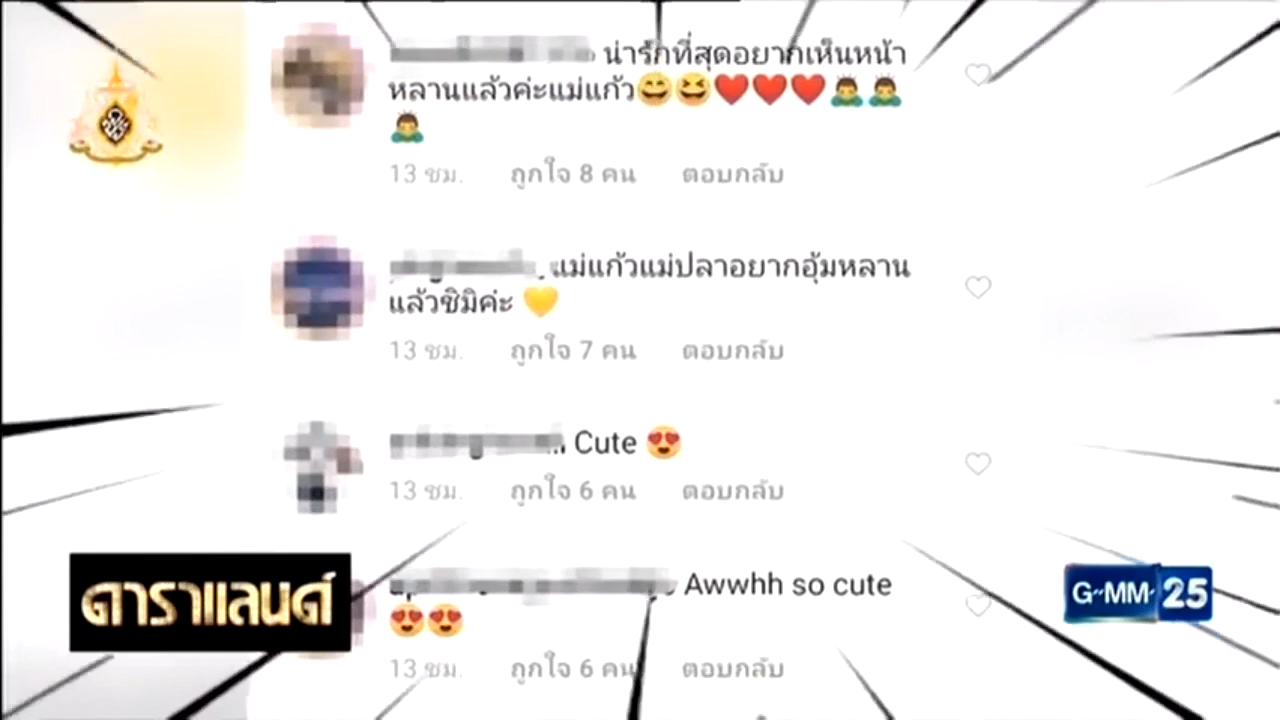 น่ารักที่สุดอยากเห็นหน้า
หลานแล้วค่ะแม่แก้ว😄😆❤️❤️❤️🙇‍♂️🙇‍♂️
🙇‍♂️
13 ชม. ถูกใจ 8 คน ตอบกลับ
แม่แก้วแม่ปลาอยากอุ้มหลาน
แล้วซิมิค่ะ 💛
13 ชม. ถูกใจ 7 คน ตอบกลับ
Cute 😍
13 ชม. ถูกใจ 6 คน ตอบกลับ
Awwhh so cute
😍😍
13 ชม. ถูกใจ 6 คน ตอบกลับ
ดาราแลนด์
GMM 25